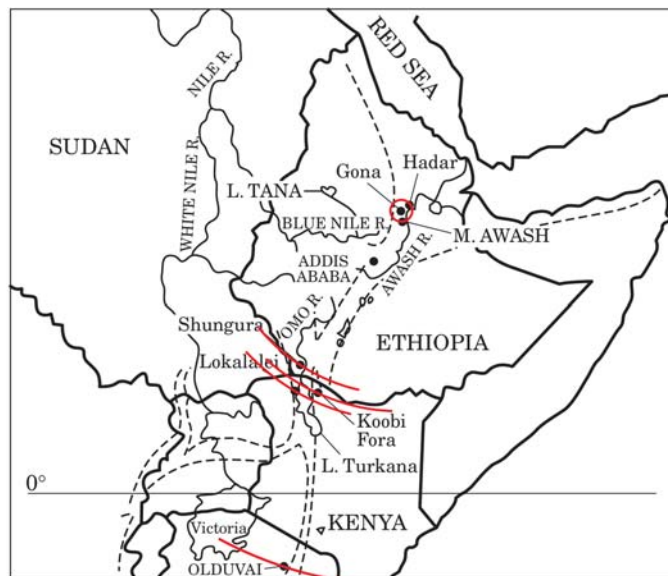 RED SEA
NILE R.
SUDAN
WHITE NILE R.
Gona
Hadar
L. TANA
BLUE NILE R.
M. AWASH
ADDIS
ABABA
AWASH R.
OMO R.
Shungura
ETHIOPIA
Lokalalei
Koobi
Fora
L. Turkana
0°
Victoria
KENYA
OLDUVAI